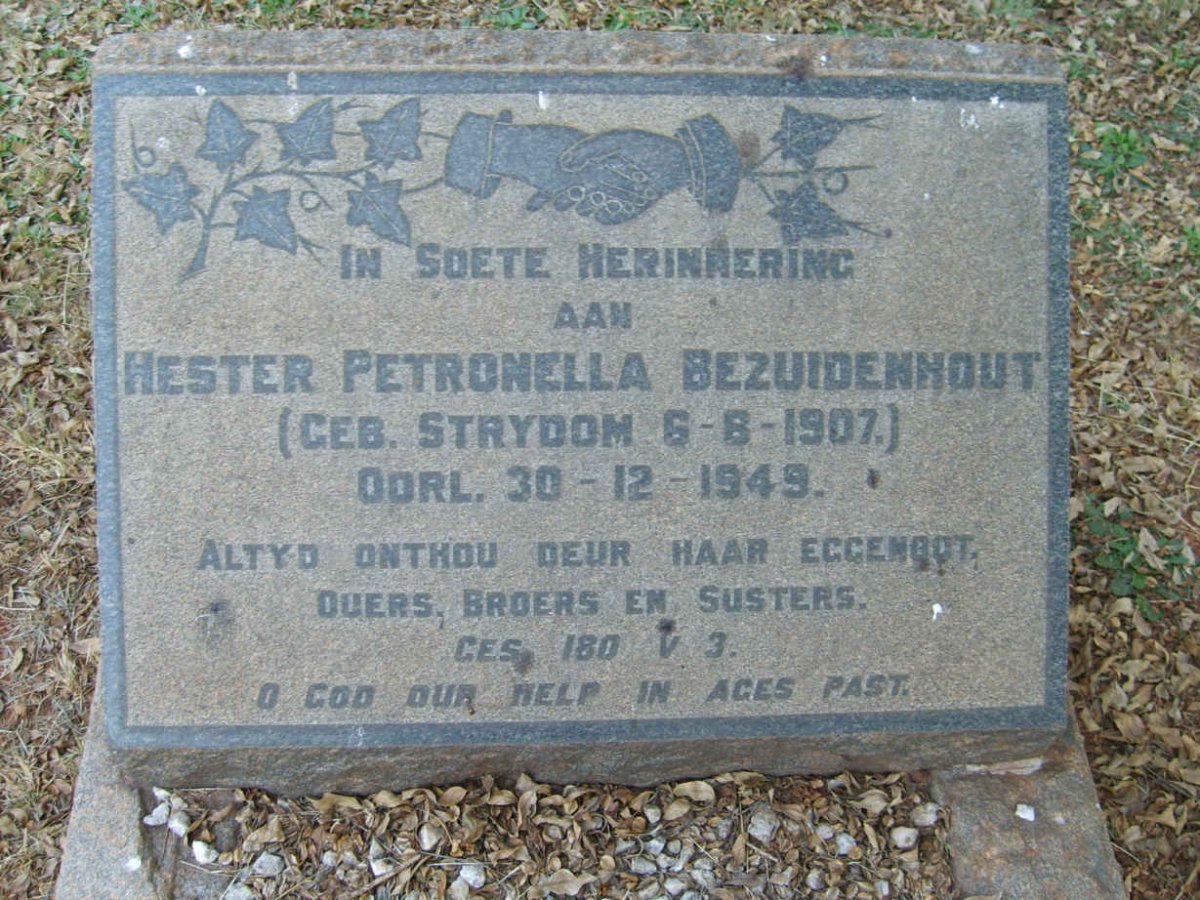 IN SOETE HERINNERING
AAN
HESTER PETRONELLA BEZUIDENHOUT
(GEB. STRYDOM 6-6-1907.)
OORL. 30-12-1949.
ALTYD ONTHOU DEUR HAAR EGGENOOT,
OUERS, BROERS EN SUSTERS.
GES. 180 V 3.
O GOD OUR HELP IN AGES PAST.